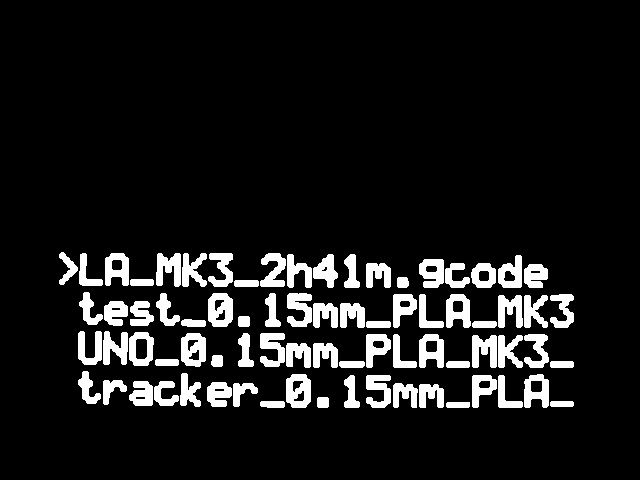 >LA_MK3_2h41m.gcode
test_0.15mm_PLA_MK3
UNO_0.15mm_PLA_MK3_
tracker_0.15mm_PLA_